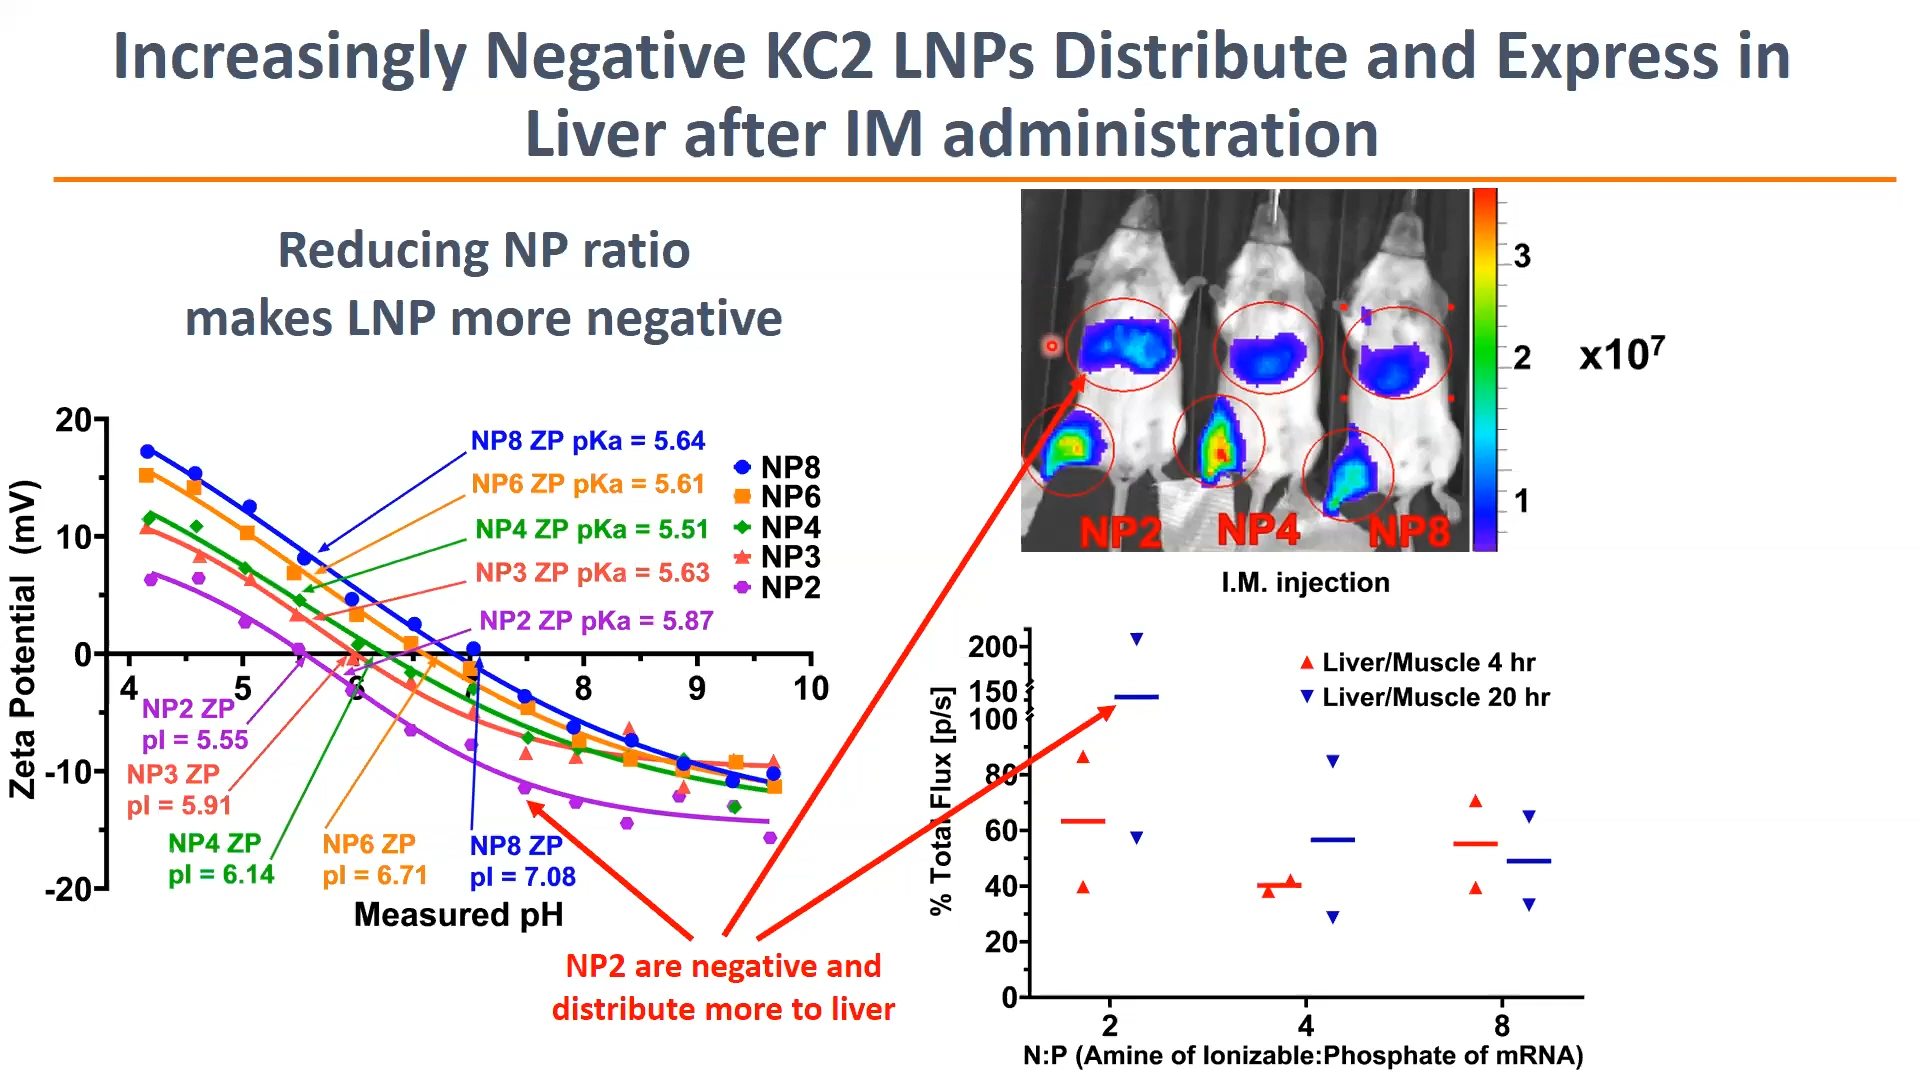 Increasingly Negative KC2 LNPs Distribute and Express in
Liver after IM administration
Reducing NP ratio
makes LNP more negative
20
10
0
-10
-20
Zeta Potential (mV)
4
5
6
8
9
10
Measured pH
NP8 ZP pKa = 5.64
NP6 ZP pKa = 5.61
NP4 ZP pKa = 5.51
NP3 ZP pKa = 5.63
NP2 ZP pKa = 5.87
NP8
NP6
NP4
NP3
NP2
NP2 ZP
pI = 5.55
NP3 ZP
pI = 5.91
NP4 ZP
pI = 6.14
NP6 ZP
pI = 6.71
NP8 ZP
pI = 7.08
NP2 are negative and
distribute more to liver
NP2
NP4
NP8
3
2
1
x10⁷
I.M. injection
Liver/Muscle 4 hr
Liver/Muscle 20 hr
% Total Flux [p/s]
200
150
100
80
60
40
20
0
2
4
8
N:P (Amine of Ionizable:Phosphate of mRNA)